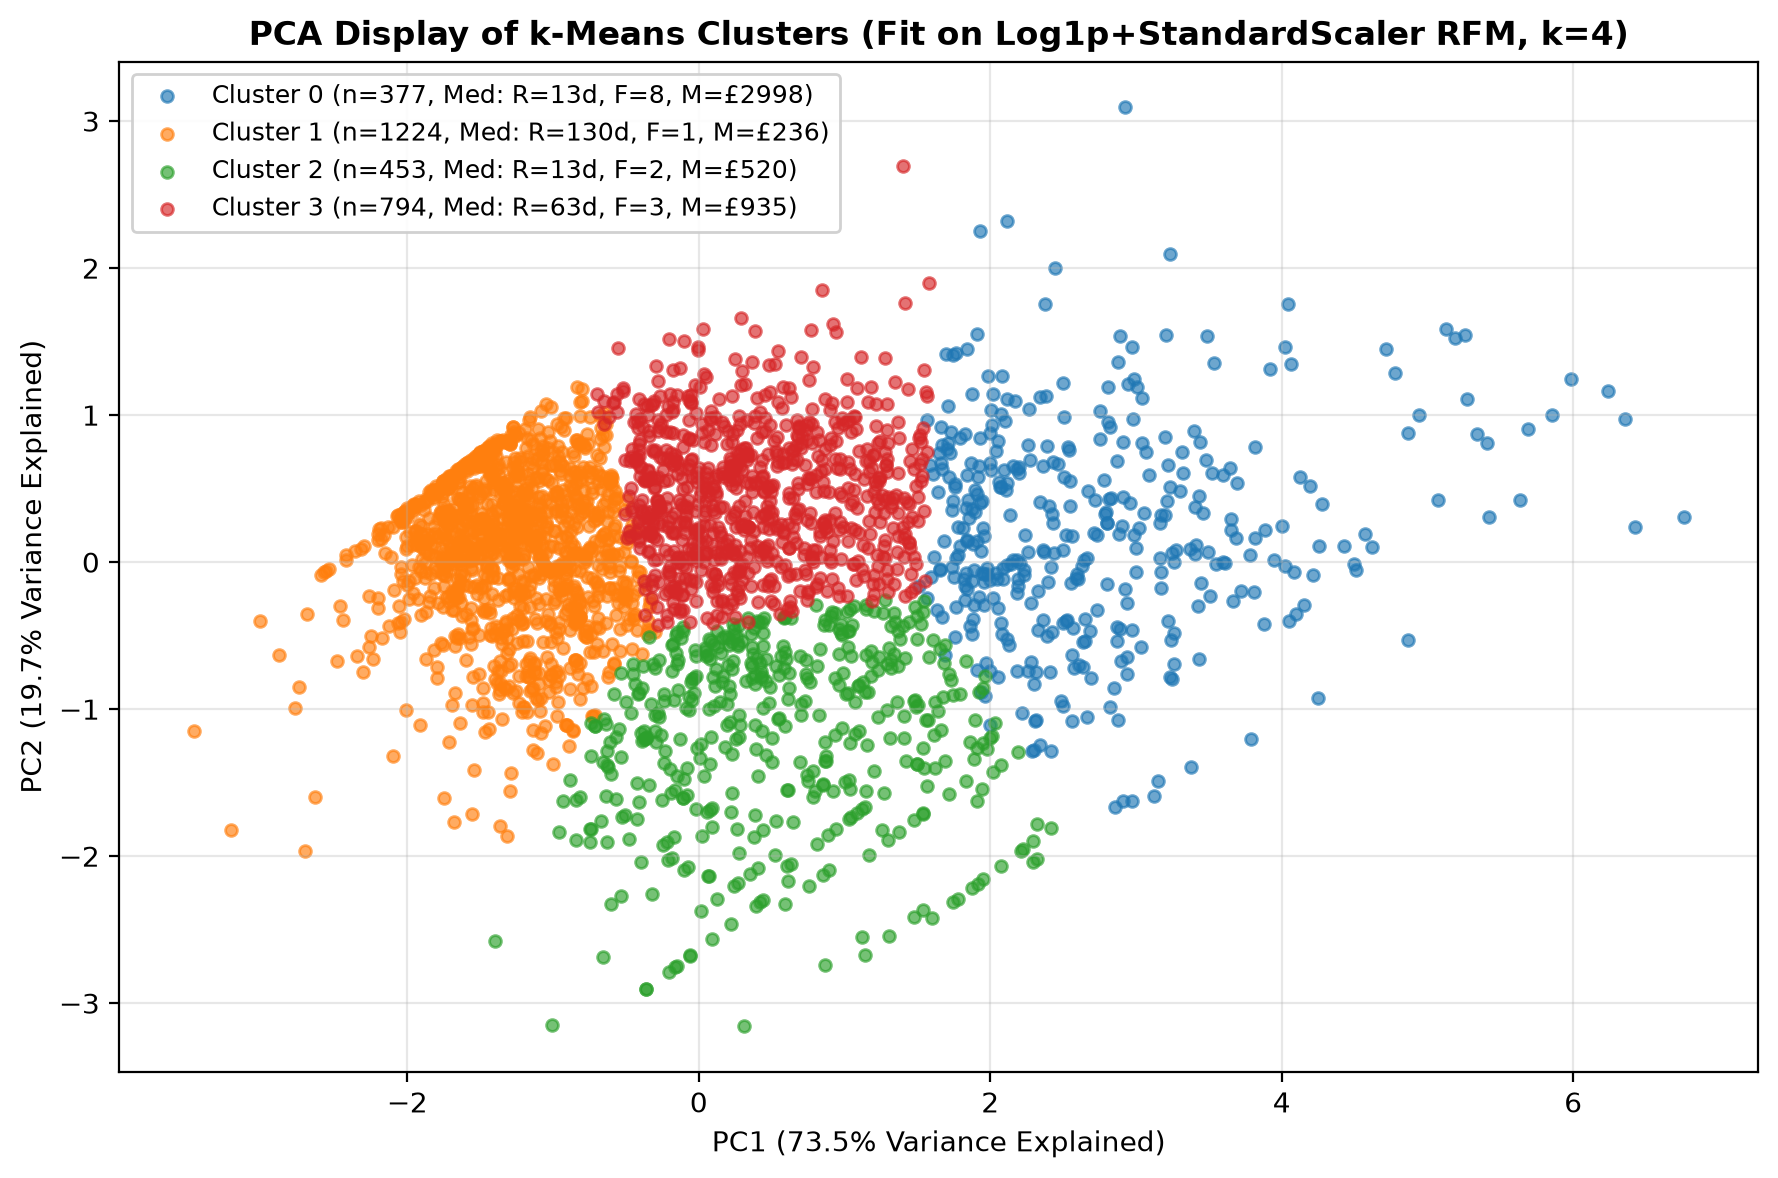 PCA Display of k-Means Clusters (Fit on Log1p+StandardScaler RFM, k=4)
Cluster 0 (n=377, Med: R=13d, F=8, M=£2998)
Cluster 1 (n=1224, Med: R=130d, F=1, M=£236)
Cluster 2 (n=453, Med: R=13d, F=2, M=£520)
Cluster 3 (n=794, Med: R=63d, F=3, M=£935)
PC2 (19.7% Variance Explained)
3
2
1
0
−1
−2
−3
−2
0
2
4
6
PC1 (73.5% Variance Explained)